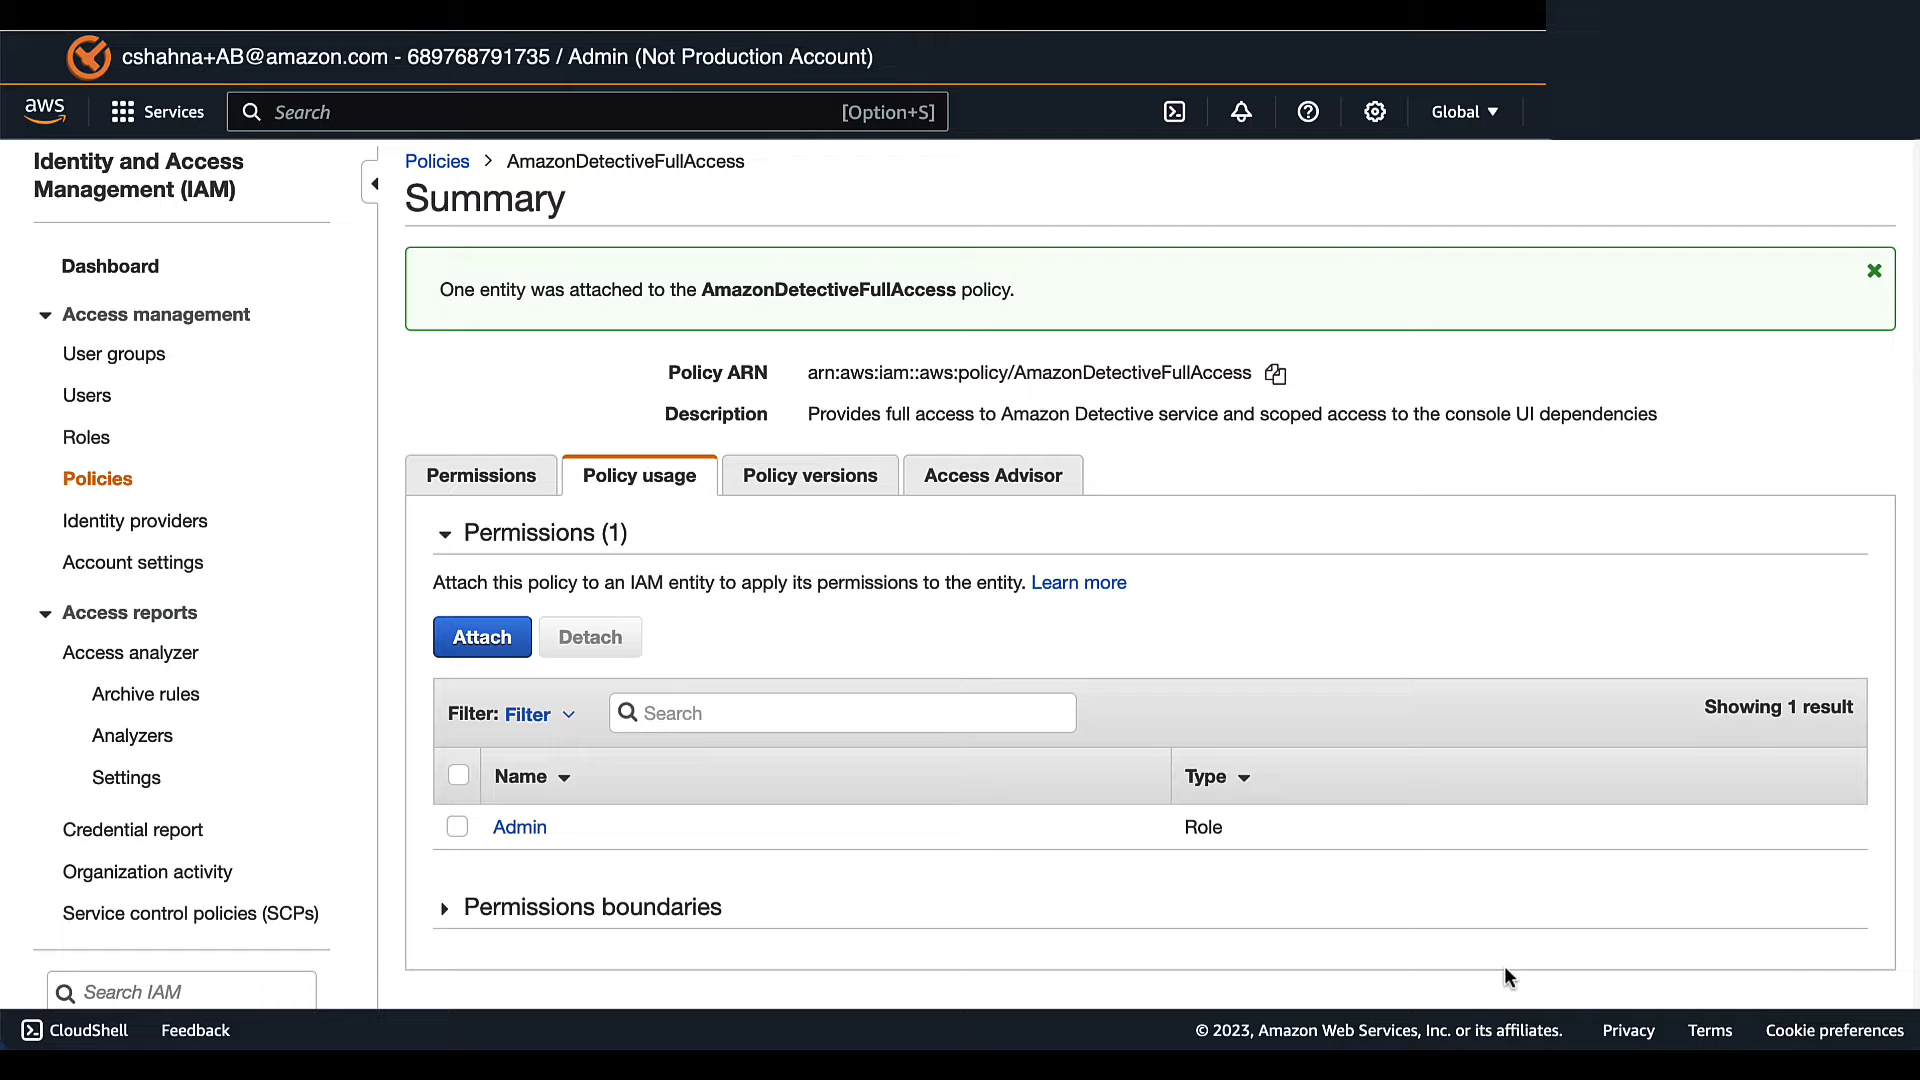 cshahna+AB@amazon.com - 689768791735 / Admin (Not Production Account)
aws
Services
Search
[Option+S]
Global
Identity and Access
Management (IAM)
Dashboard
Access management
User groups
Users
Roles
Policies
Identity providers
Account settings
Access reports
Access analyzer
Archive rules
Analyzers
Settings
Credential report
Organization activity
Service control policies (SCPs)
Search IAM
Policies > AmazonDetectiveFullAccess
Summary
One entity was attached to the AmazonDetectiveFullAccess policy.
Policy ARN arn:aws:iam::aws:policy/AmazonDetectiveFullAccess
Description Provides full access to Amazon Detective service and scoped access to the console UI dependencies
Permissions
Policy usage
Policy versions
Access Advisor
Permissions (1)
Attach this policy to an IAM entity to apply its permissions to the entity. Learn more
Attach
Detach
Filter: Filter
Search
Showing 1 result
Name
Type
Admin
Role
Permissions boundaries
CloudShell
Feedback
© 2023, Amazon Web Services, Inc. or its affiliates.
Privacy
Terms
Cookie preferences